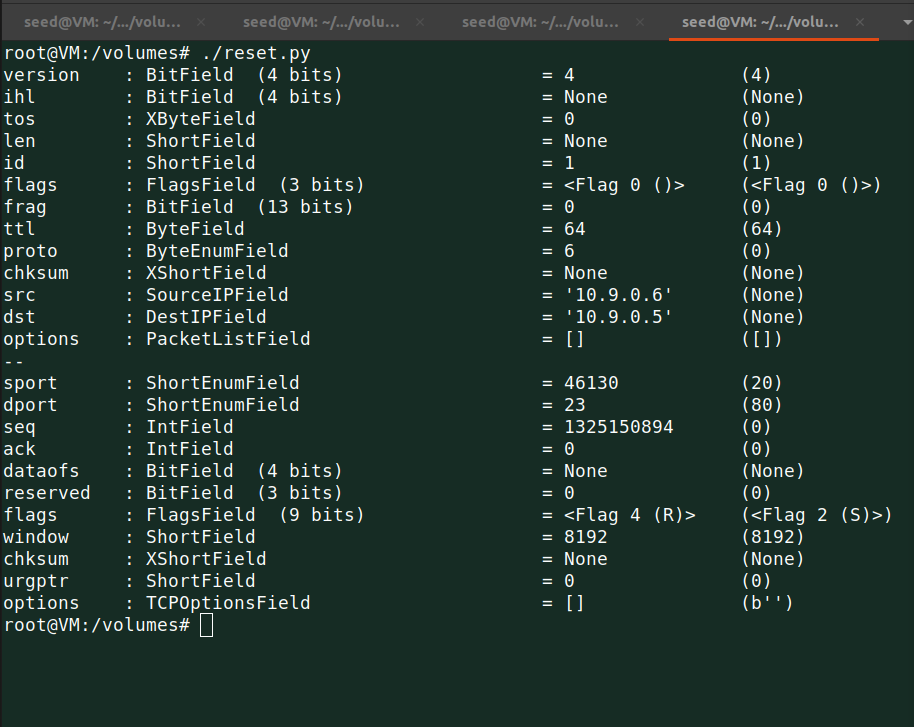 seed@VM: ~/.../volu... × seed@VM: ~/.../volu... × seed@VM: ~/.../volu... × seed@VM: ~/.../volu... ×
root@VM:/volumes# ./reset.py
version    : BitField  (4 bits)                  = 4               (4)
ihl        : BitField  (4 bits)                  = None            (None)
tos        : XByteField                          = 0               (0)
len        : ShortField                          = None            (None)
id         : ShortField                          = 1               (1)
flags      : FlagsField  (3 bits)                = <Flag 0 ()>     (<Flag 0 ()>)
frag       : BitField  (13 bits)                 = 0               (0)
ttl        : ByteField                           = 64              (64)
proto      : ByteEnumField                       = 6               (0)
chksum     : XShortField                         = None            (None)
src        : SourceIPField                       = '10.9.0.6'      (None)
dst        : DestIPField                         = '10.9.0.5'      (None)
options    : PacketListField                     = []              ([])
--
sport      : ShortEnumField                      = 46130           (20)
dport      : ShortEnumField                      = 23              (80)
seq        : IntField                            = 1325150894      (0)
ack        : IntField                            = 0               (0)
dataofs    : BitField  (4 bits)                  = None            (None)
reserved   : BitField  (3 bits)                  = 0               (0)
flags      : FlagsField  (9 bits)                = <Flag 4 (R)>    (<Flag 2 (S)>)
window     : ShortField                          = 8192            (8192)
chksum     : XShortField                         = None            (None)
urgptr     : ShortField                          = 0               (0)
options    : TCPOptionsField                     = []              (b'')
root@VM:/volumes#